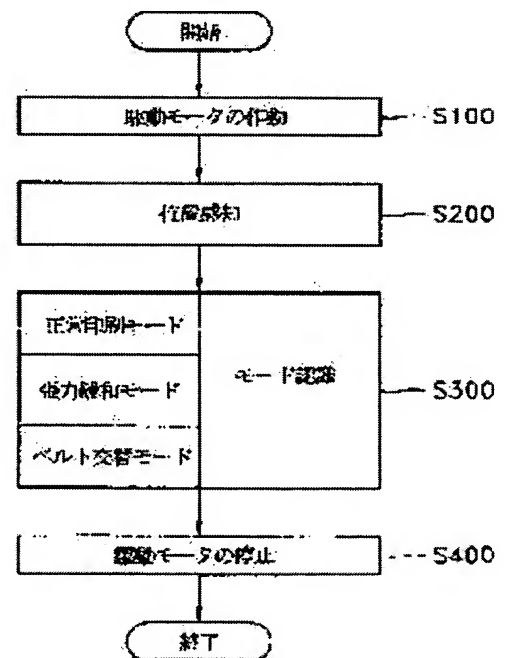 開始
駆動モータの作動
S100
位置感知
S200
正常印刷モード
張力緩和モード
ベルト交替モード
モード認識
S300
駆動モータの停止
S400
終了